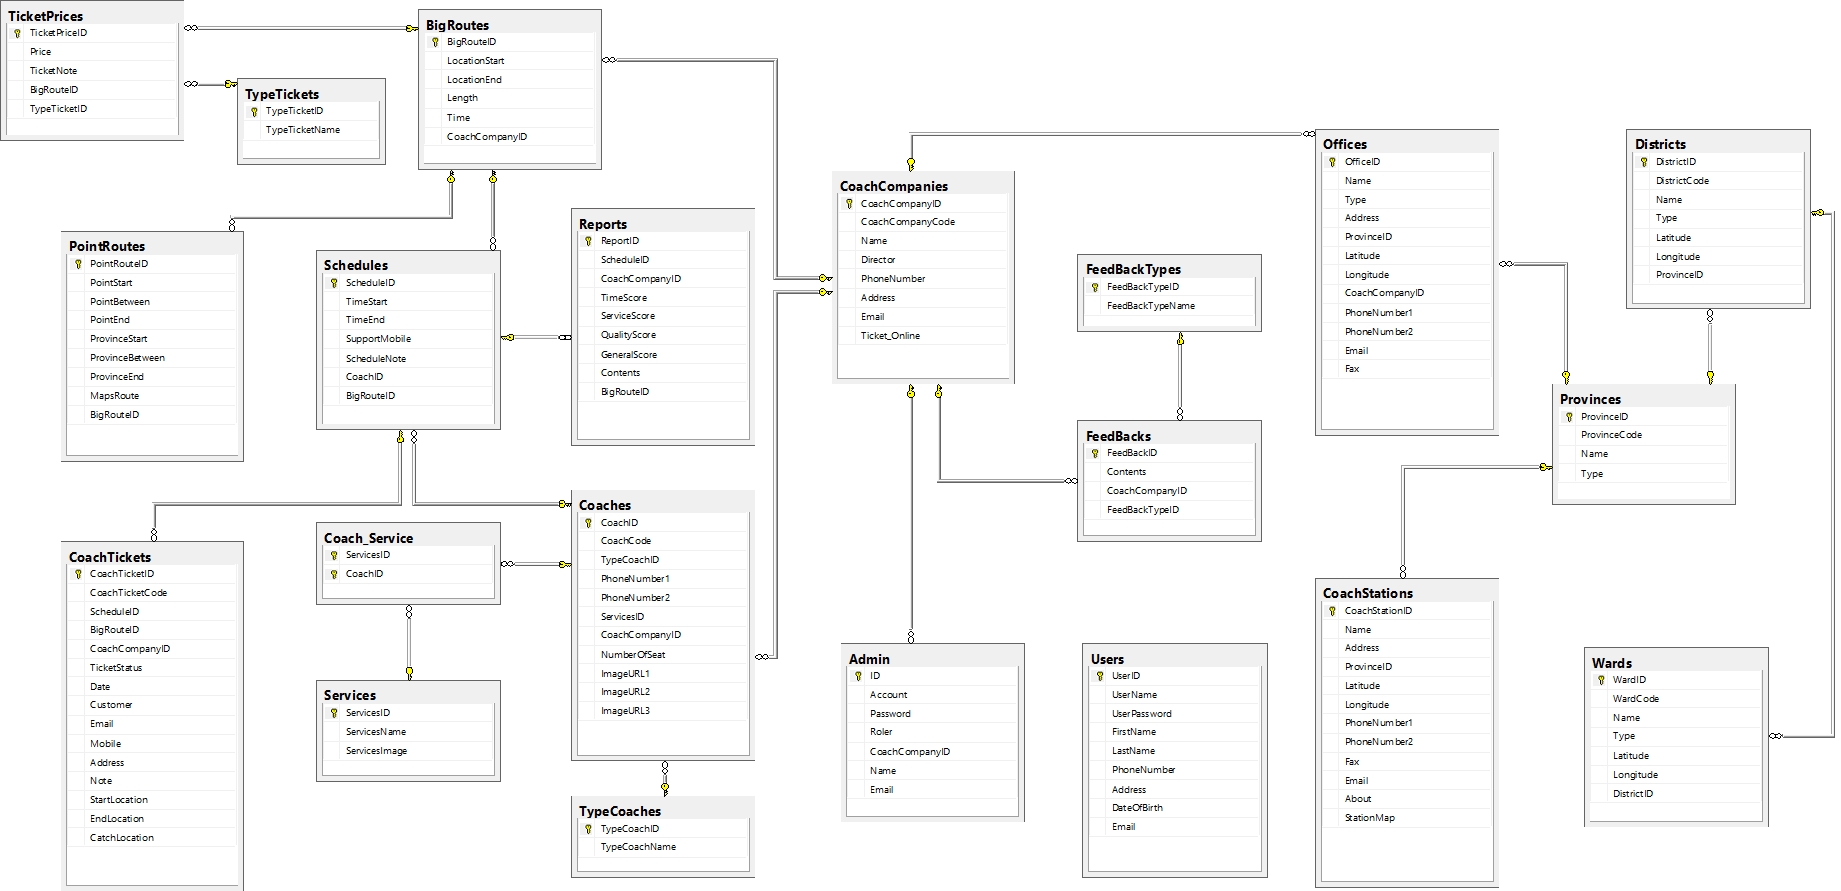 TicketPrices
TicketPriceID
Price
TicketNote
BigRouteID
TypeTicketID
TypeTickets
TypeTicketID
TypeTicketName
BigRoutes
BigRouteID
LocationStart
LocationEnd
Length
Time
CoachCompanyID
PointRoutes
PointRouteID
PointStart
PointBetween
PointEnd
ProvinceStart
ProvinceBetween
ProvinceEnd
MapsRoute
BigRouteID
Schedules
ScheduleID
TimeStart
TimeEnd
SupportMobile
ScheduleNote
CoachID
BigRouteID
Reports
ReportID
ScheduleID
CoachCompanyID
TimeScore
ServiceScore
QualityScore
GeneralScore
Contents
BigRouteID
CoachCompanies
CoachCompanyID
CoachCompanyCode
Name
Director
PhoneNumber
Address
Email
Ticket_Online
FeedBackTypes
FeedBackTypeID
FeedBackTypeName
FeedBacks
FeedBackID
Contents
CoachCompanyID
FeedBackTypeID
Offices
OfficeID
Name
Type
Address
ProvinceID
Latitude
Longitude
CoachCompanyID
PhoneNumber1
PhoneNumber2
Email
Fax
Districts
DistrictID
DistrictCode
Name
Type
Latitude
Longitude
ProvinceID
Provinces
ProvinceID
ProvinceCode
Name
Type
CoachTickets
CoachTicketID
CoachTicketCode
ScheduleID
BigRouteID
CoachCompanyID
TicketStatus
Date
Customer
Email
Mobile
Address
Note
StartLocation
EndLocation
CatchLocation
Coach_Service
ServicesID
CoachID
Services
ServicesID
ServicesName
ServicesImage
Coaches
CoachID
CoachCode
TypeCoachID
PhoneNumber1
PhoneNumber2
ServicesID
CoachCompanyID
NumberOfSeat
ImageURL1
ImageURL2
ImageURL3
TypeCoaches
TypeCoachID
TypeCoachName
Admin
ID
Account
Password
Roler
CoachCompanyID
Name
Email
Users
UserID
UserName
UserPassword
FirstName
LastName
PhoneNumber
Address
DateOfBirth
Email
CoachStations
CoachStationID
Name
Address
ProvinceID
Latitude
Longitude
PhoneNumber1
PhoneNumber2
Fax
Email
About
StationMap
Wards
WardID
WardCode
Name
Type
Latitude
Longitude
DistrictID